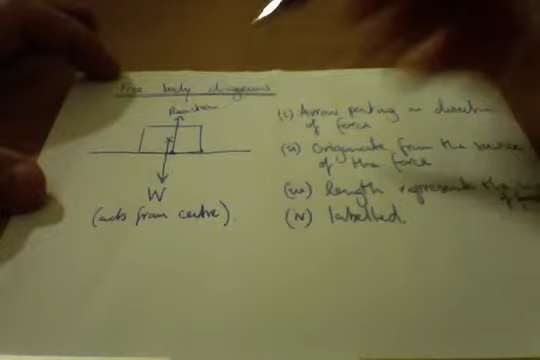 Free body diagrams
Reaction
W
(acts from centre)
(i) Arrow pointing in direction
of force
(ii) Originate from the
of the force
(iii) length represents the
of
(iv) labelled